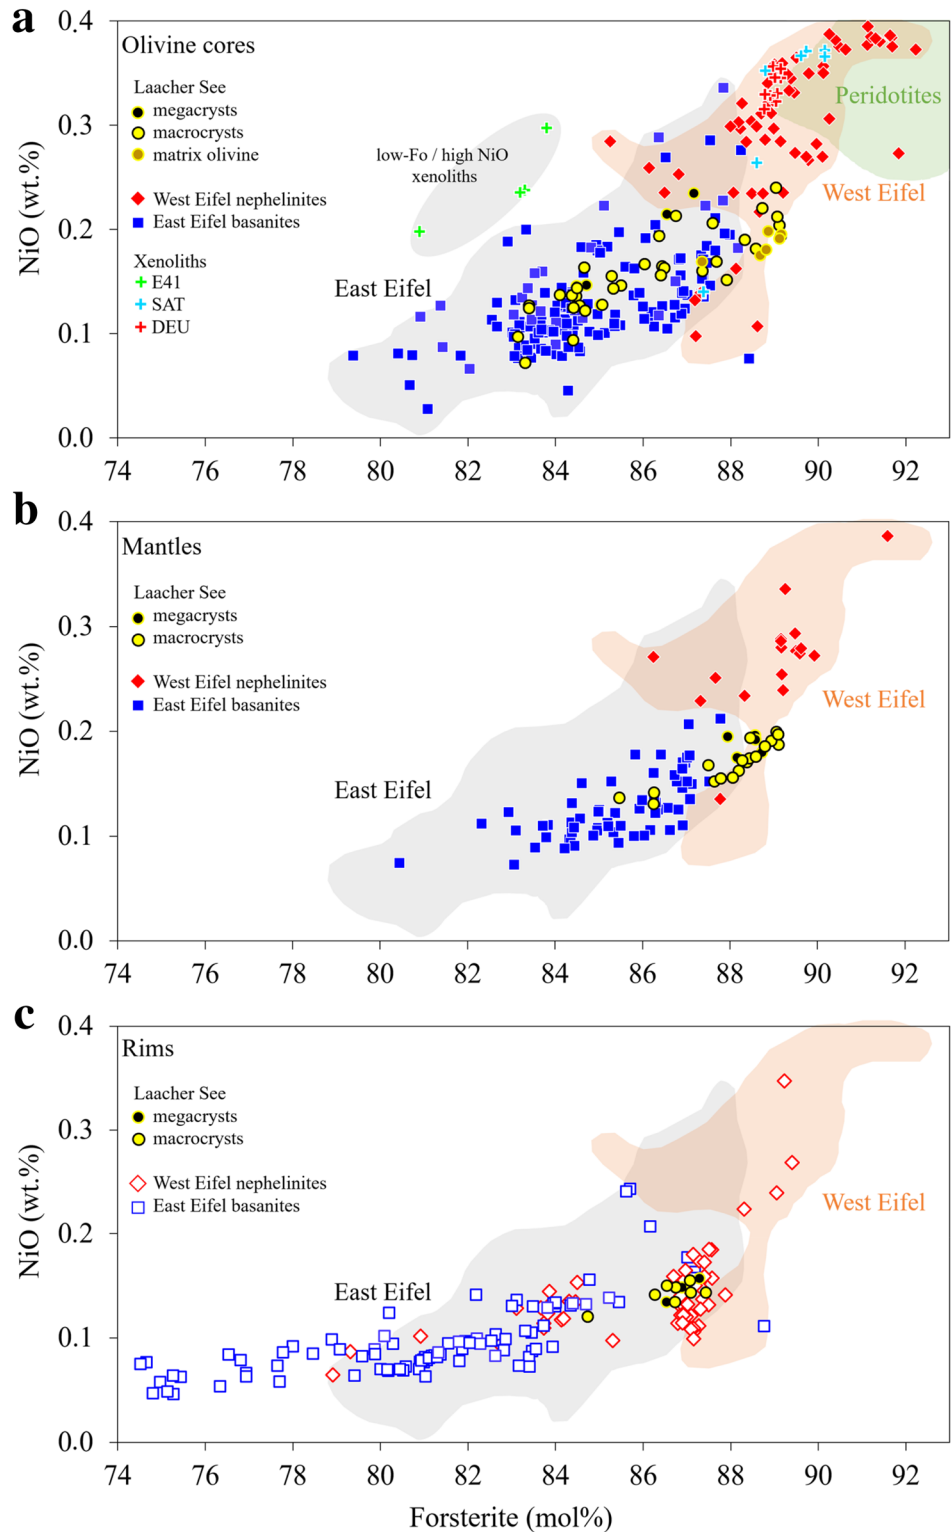 a
Olivine cores
Laacher See
megacrysts
macrocrysts
matrix olivine
West Eifel nephelinites
East Eifel basanites
Xenoliths
E41
SAT
DEU
low-Fo / high NiO
xenoliths
Peridotites
West Eifel
East Eifel
NiO (wt.%)
0.4
0.3
0.2
0.1
0.0
74 76 78 80 82 84 86 88 90 92
b
Mantles
Laacher See
megacrysts
macrocrysts
West Eifel nephelinites
East Eifel basanites
West Eifel
East Eifel
NiO (wt.%)
0.4
0.3
0.2
0.1
0.0
74 76 78 80 82 84 86 88 90 92
c
Rims
Laacher See
megacrysts
macrocrysts
West Eifel nephelinites
East Eifel basanites
West Eifel
East Eifel
NiO (wt.%)
0.4
0.3
0.2
0.1
0.0
74 76 78 80 82 84 86 88 90 92
Forsterite (mol%)